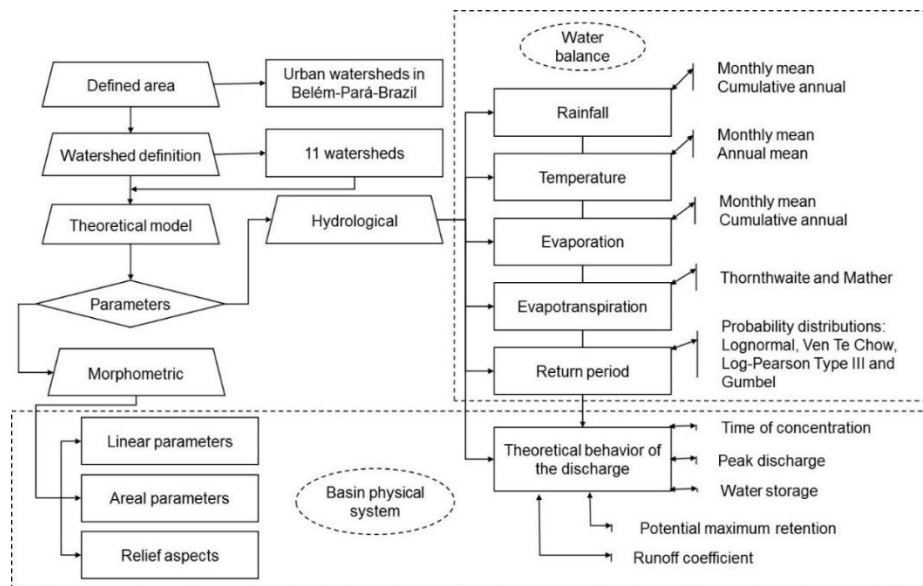 Defined area
Urban watersheds in
Belém-Pará-Brazil
Watershed definition
11 watersheds
Theoretical model
Hydrological
Parameters
Morphometric
Linear parameters
Areal parameters
Relief aspects
Basin physical
system
Water
balance
Rainfall
Monthly mean
Cumulative annual
Temperature
Monthly mean
Annual mean
Evaporation
Monthly mean
Cumulative annual
Evapotranspiration
Thornthwaite and Mather
Return period
Probability distributions:
Lognormal, Ven Te Chow,
Log-Pearson Type III and
Gumbel
Theoretical behavior of
the discharge
Time of concentration
Peak discharge
Water storage
Potential maximum retention
Runoff coefficient